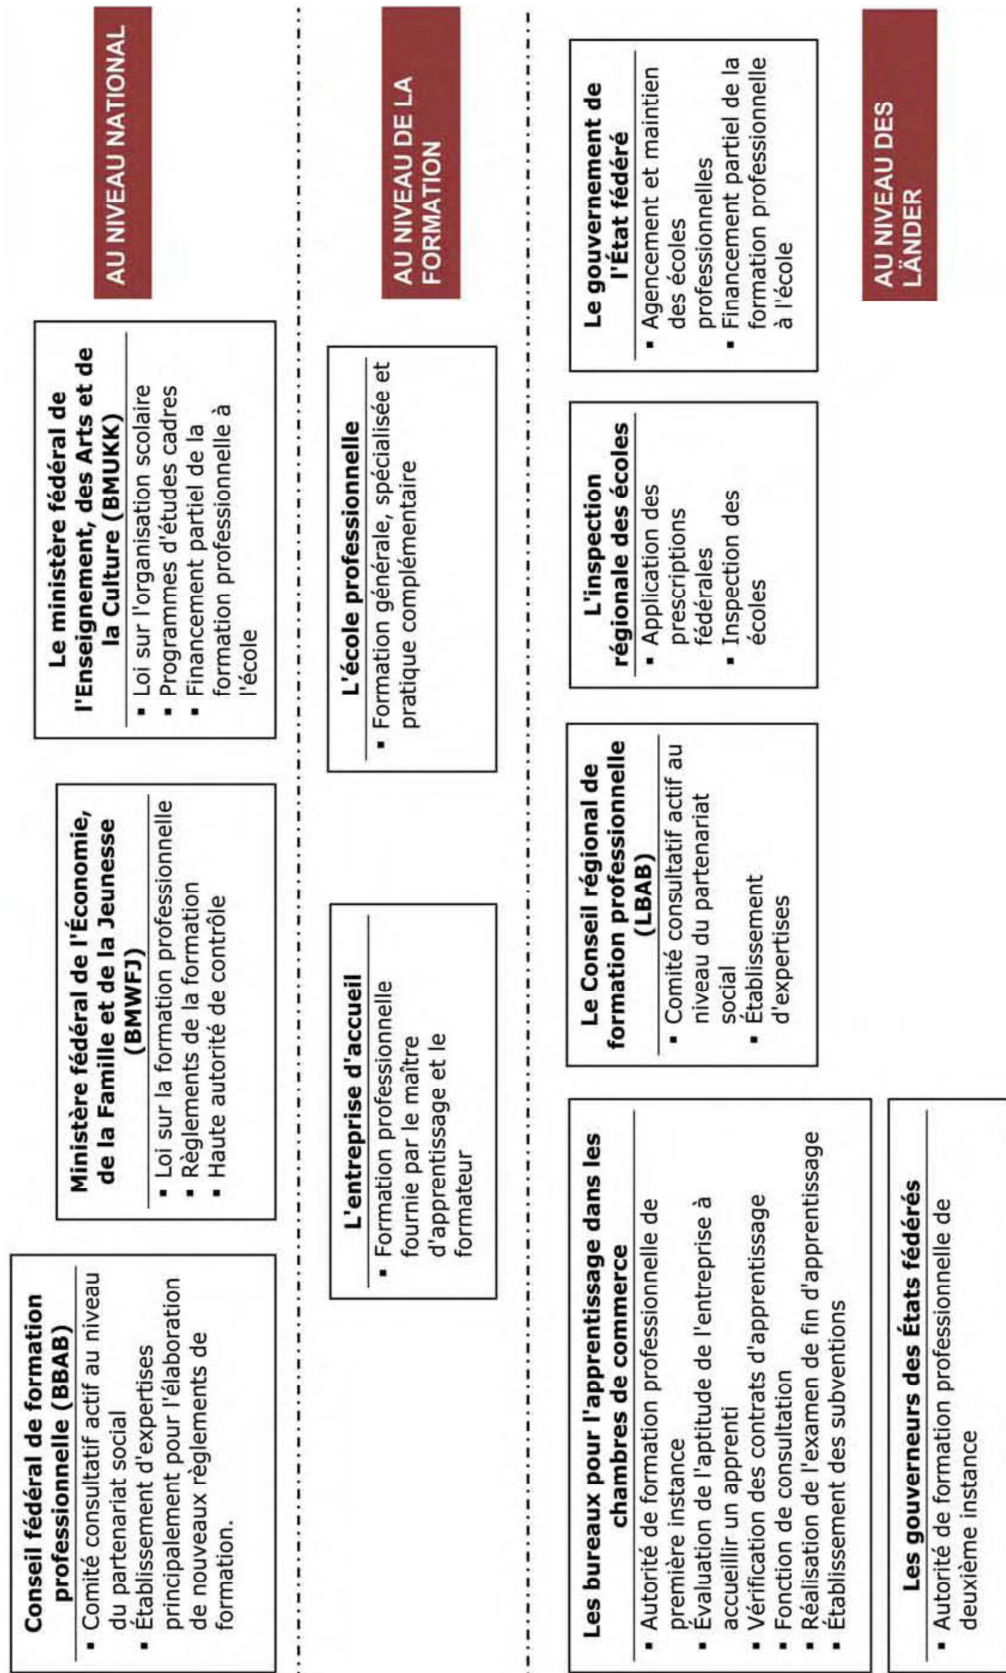 Conseil fédéral de formation
professionnelle (BBAB)
▪ Comité consultatif actif au niveau
du partenariat social
▪ Établissement d'expertises
principalement pour l'élaboration
de nouveaux règlements de
formation.
Ministère fédéral de l'Économie,
de la Famille et de la Jeunesse
(BMWFJ)
▪ Loi sur la formation professionnelle
▪ Règlements de la formation
▪ Haute autorité de contrôle
Le ministère fédéral de
l'Enseignement, des Arts et de
la Culture (BMUKK)
▪ Loi sur l'organisation scolaire
▪ Programmes d'études cadres
▪ Financement partiel de la
formation professionnelle à
l'école
AU NIVEAU NATIONAL
L'entreprise d'accueil
▪ Formation professionnelle
fournie par le maître
d'apprentissage et le
formateur
L'école professionnelle
▪ Formation générale, spécialisée et
pratique complémentaire
AU NIVEAU DE LA
FORMATION
Les bureaux pour l'apprentissage dans les
chambres de commerce
▪ Autorité de formation professionnelle de
première instance
▪ Évaluation de l'aptitude de l'entreprise à
accueillir un apprenti
▪ Vérification des contrats d'apprentissage
▪ Fonction de consultation
▪ Réalisation de l'examen de fin d'apprentissage
▪ Établissement des subventions
Le Conseil régional de
formation professionnelle
(LBAB)
▪ Comité consultatif actif au
niveau du partenariat
social
▪ Établissement
d'expertises
L'inspection
régionale des écoles
▪ Application des
prescriptions
fédérales
▪ Inspection des
écoles
Le gouvernement de
l'État fédéré
▪ Agencement et maintien
des écoles
professionnelles
▪ Financement partiel de la
formation professionnelle
à l'école
Les gouverneurs des États fédérés
▪ Autorité de formation professionnelle de
deuxième instance
AU NIVEAU DES
LÄNDER